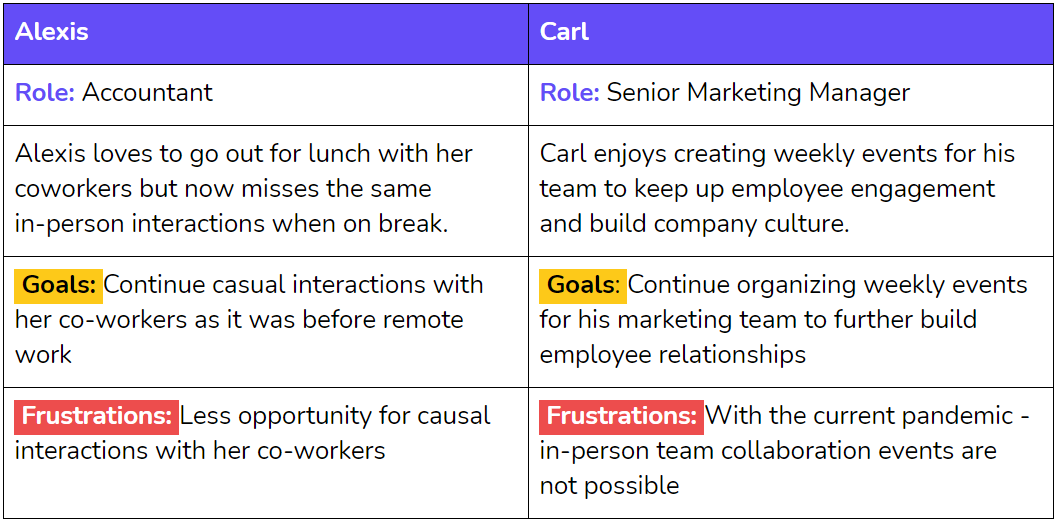 Alexis
Carl
Role: Accountant
Role: Senior Marketing Manager
Alexis loves to go out for lunch with her
coworkers but now misses the same
in-person interactions when on break.
Carl enjoys creating weekly events for his
team to keep up employee engagement
and build company culture.
Goals: Continue casual interactions with
her co-workers as it was before remote
work
Goals: Continue organizing weekly events
for his marketing team to further build
employee relationships
Frustrations: Less opportunity for causal
interactions with her co-workers
Frustrations: With the current pandemic -
in-person team collaboration events are
not possible